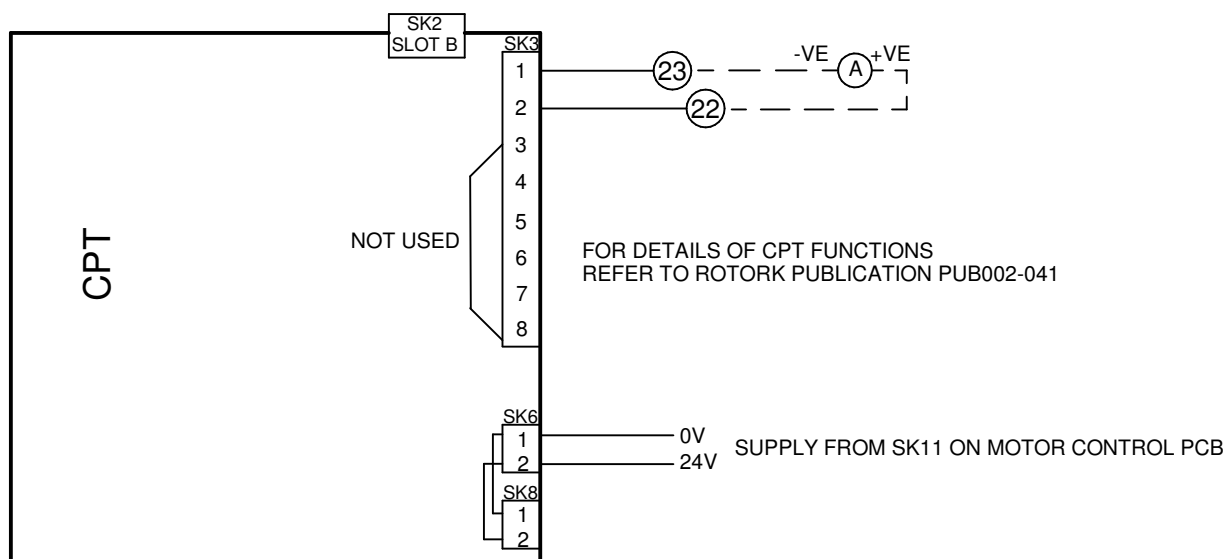 SK2
SLOT B
SK3
1
23
-VE
A
+VE
2
22
3
4
5
6
7
8
NOT USED
CPT
FOR DETAILS OF CPT FUNCTIONS
REFER TO ROTORK PUBLICATION PUB002-041
SK6
1
0V
2
24V
SUPPLY FROM SK11 ON MOTOR CONTROL PCB
SK8
1
2